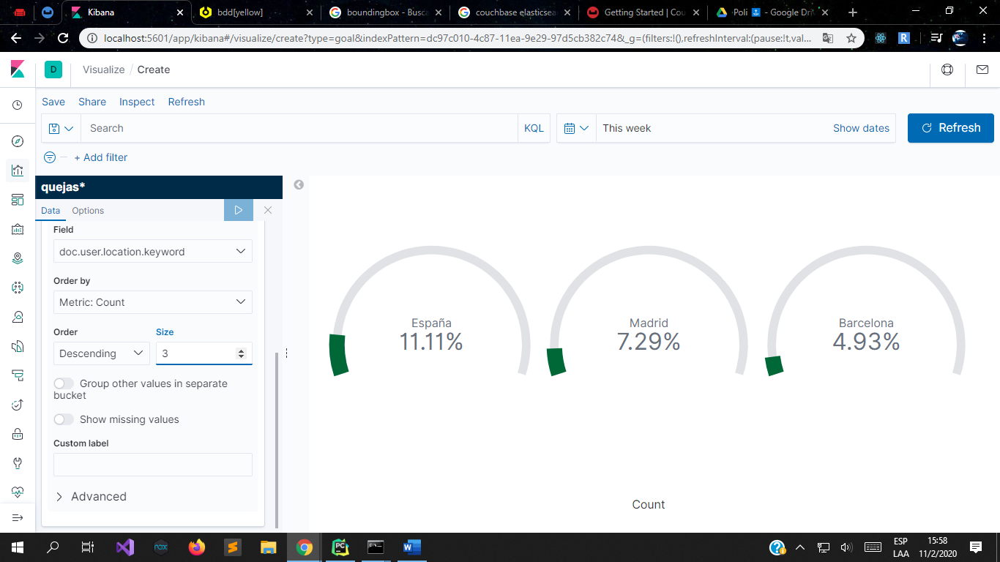 Kibana
bdd[yellow]
boundingbox - Busca
couchbase elasticsea
Getting Started | Cou
Poli - Google Dri
localhost:5601/app/kibana#/visualize/create?type=goal&indexPattern=dc97c010-4c87-11ea-9e29-97d5cb382c74&_g=(filters:!(),refreshInterval:(pause:!t,val...
R
D
Visualize / Create
Save Share Inspect Refresh
Search
KQL
This week
Show dates
Refresh
+ Add filter
quejas*
Data Options
Field
doc.user.location.keyword
Order by
Metric: Count
Order Size
Descending 3
Group other values in separate
bucket
Show missing values
Custom label
Advanced
España
11.11%
Madrid
7.29%
Barcelona
4.93%
Count
ESP
LAA
15:58
11/2/2020